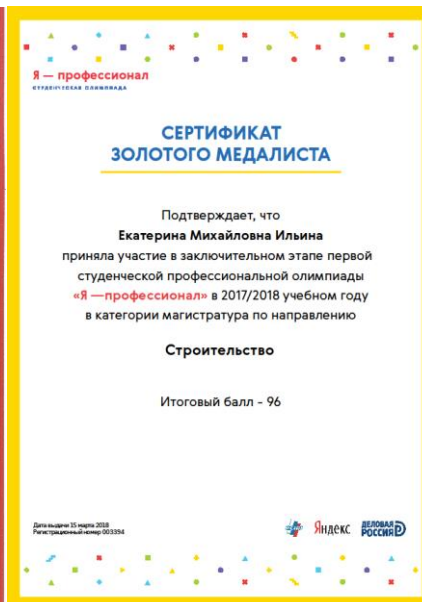 Я — профессионал
СТУДЕНЧЕСКАЯ ОЛИМПИАДА
СЕРТИФИКАТ
ЗОЛОТОГО МЕДАЛИСТА
Подтверждает, что
Екатерина Михайловна Ильина
приняла участие в заключительном этапе первой
студенческой профессиональной олимпиады
«Я —профессионал» в 2017/2018 учебном году
в категории магистратура по направлению
Строительство
Итоговый балл - 96
Дата выдачи 15 марта 2018
Регистрационный номер 003394
Яндекс
ДЕЛОВАЯ
РОССИЯ